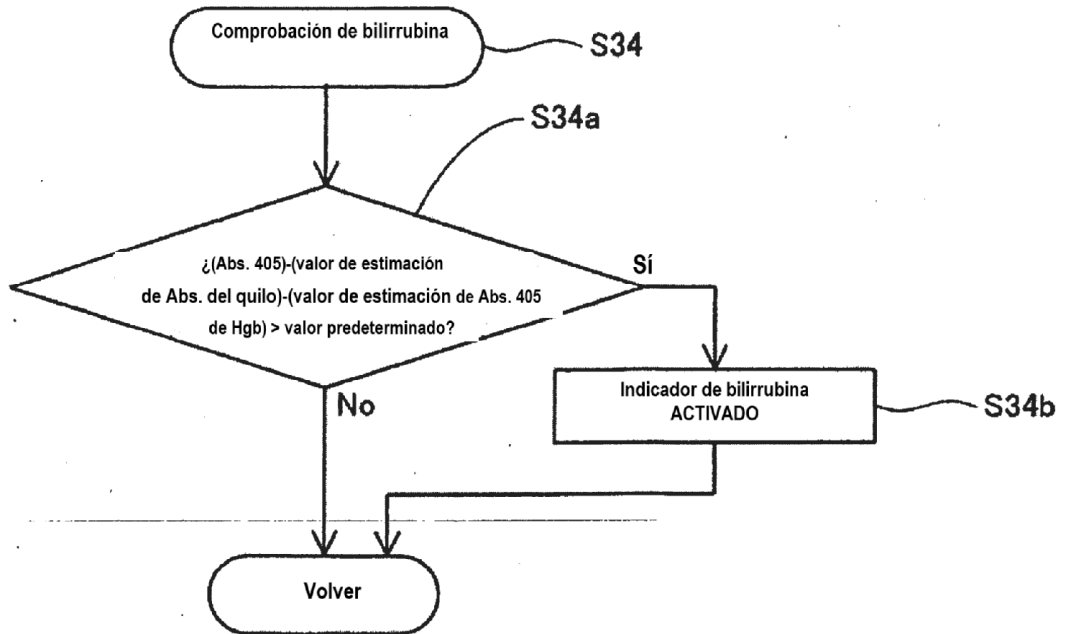 Comprobación de bilirrubina
S34
S34a
¿(Abs. 405)-(valor de estimación
de Abs. del quilo)-(valor de estimación de Abs. 405
de Hgb) > valor predeterminado?
Sí
No
Indicador de bilirrubina
ACTIVADO
S34b
Volver